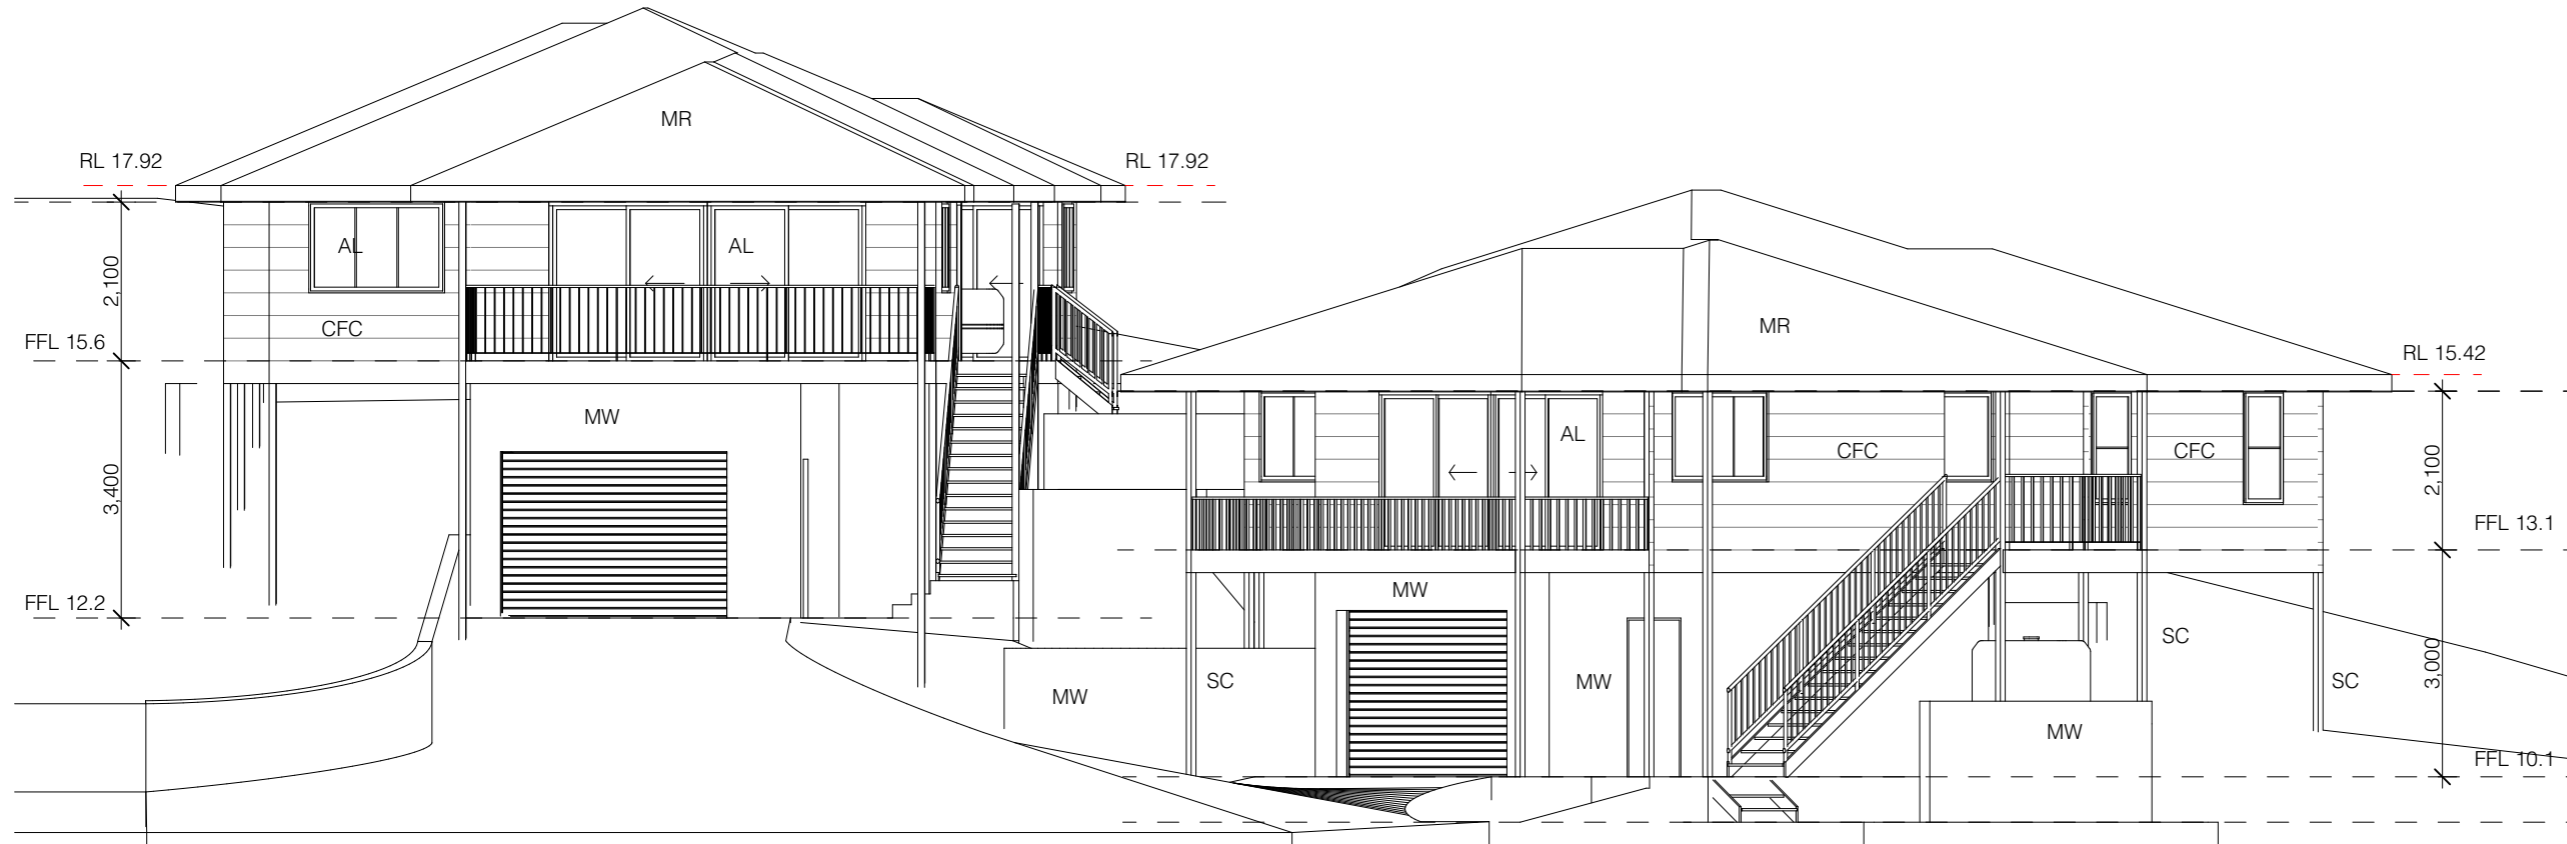 MR
RL 17.92
RL 17.92
AL
AL
2,100
CFC
FFL 15.6
MW
3,400
FFL 12.2
MR
RL 15.42
AL
CFC
CFC
2,100
FFL 13.1
MW
SC
3,000
SC
MW
SC
MW
SC
MW
FFL 10.1